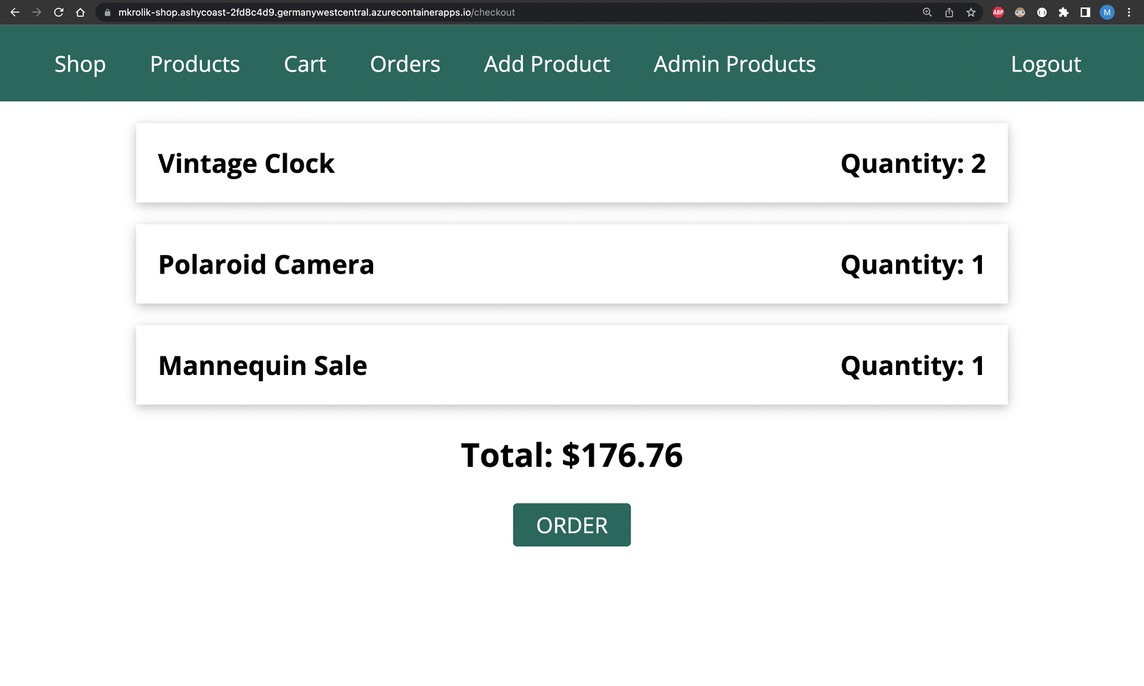 mkrolik-shop.ashycoast-2fd8c4d9.germanywestcentral.azurecontainerapps.io/checkout
ABP
M
Shop Products Cart Orders Add Product Admin Products Logout
Vintage Clock Quantity: 2
Polaroid Camera Quantity: 1
Mannequin Sale Quantity: 1
Total: $176.76
ORDER